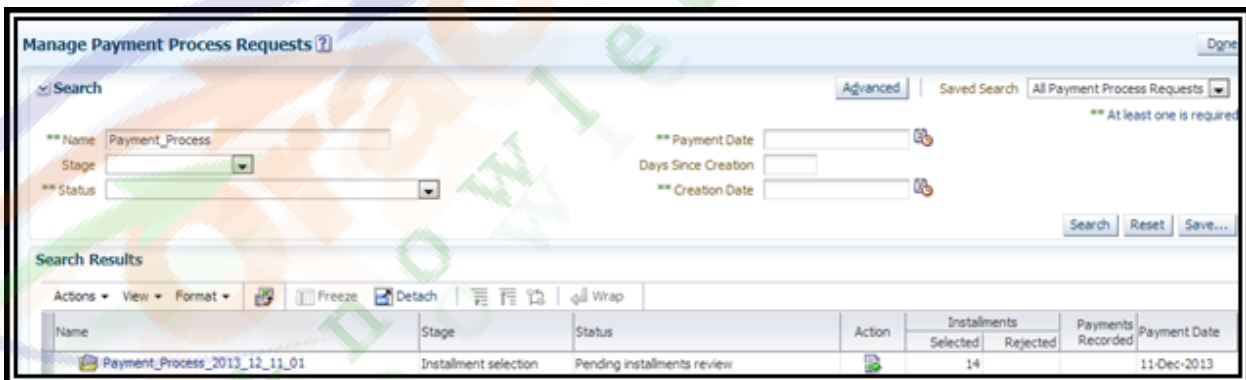 Manage Payment Process Requests ?
Done
Search
Advanced Saved Search All Payment Process Requests
** At least one is required
** Name Payment_Process ** Payment Date
Stage Days Since Creation
** Status ** Creation Date
Search Reset Save...
Search Results
Actions View Format Freeze Detach Wrap
Name Stage Status Action Installments Selected Rejected Payments Recorded Payment Date
Payment_Process_2013_12_11_01 Installment selection Pending installments review 14 11-Dec-2013